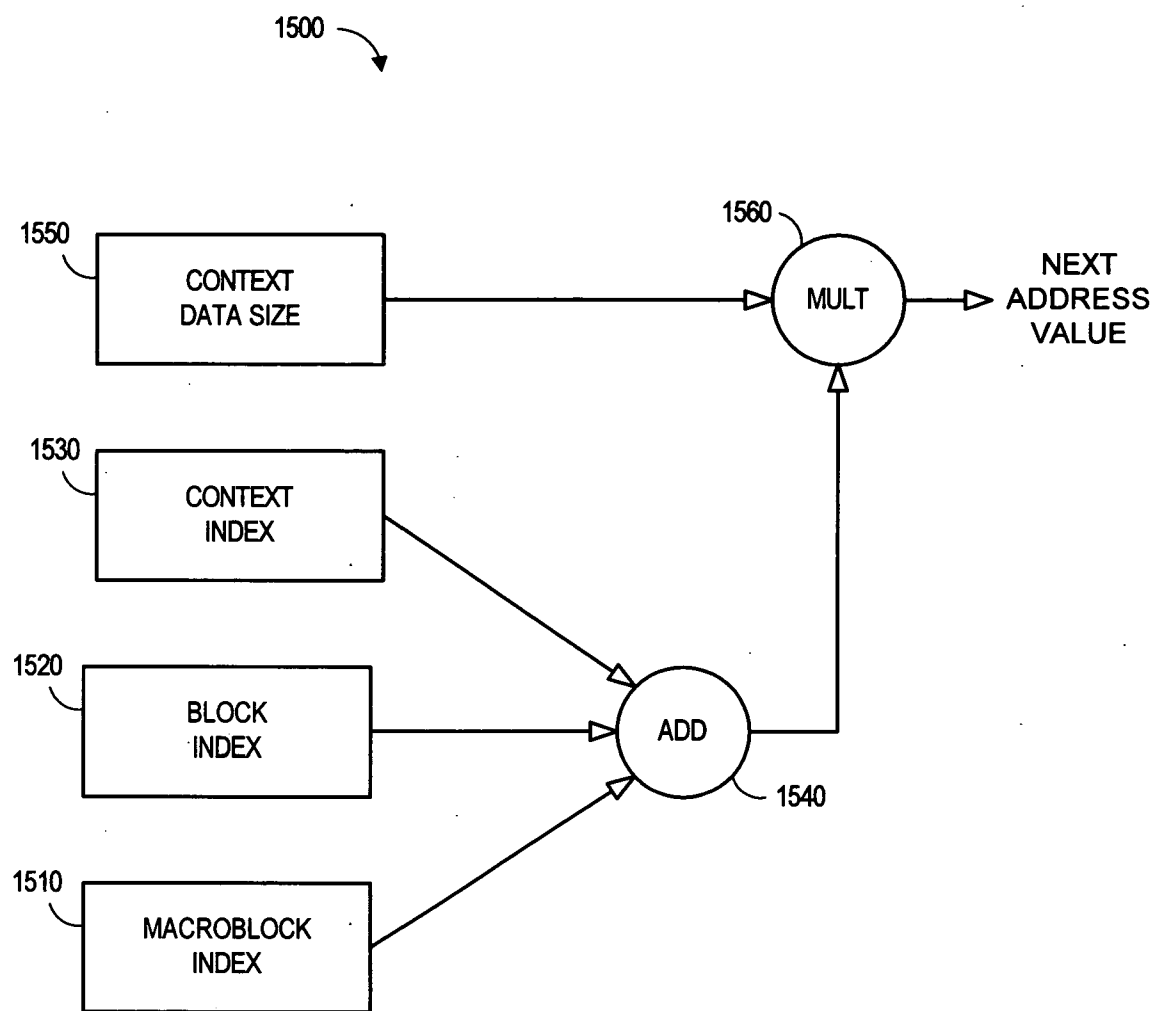 1500
1550
CONTEXT
DATA SIZE
1560
MULT
NEXT
ADDRESS
VALUE
1530
CONTEXT
INDEX
1520
BLOCK
INDEX
ADD
1540
1510
MACROBLOCK
INDEX